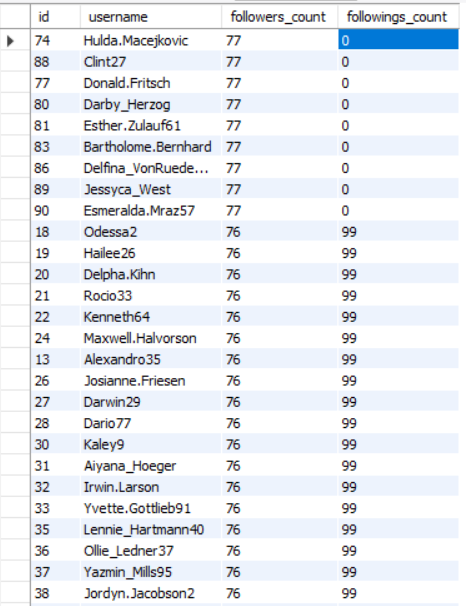 id username followers_count followings_count
74 Hulda.Macejkovic 77 0
88 Clint27 77 0
77 Donald.Fritsch 77 0
80 Darby_Herzog 77 0
81 Esther.Zulauf61 77 0
83 Bartholome.Bernhard 77 0
86 Delfina_VonRuede... 77 0
89 Jessyca_West 77 0
90 Esmeralda.Mraz57 77 0
18 Odessa2 76 99
19 Hailee26 76 99
20 Delpha.Kihn 76 99
21 Rocio33 76 99
22 Kenneth64 76 99
24 Maxwell.Halvorson 76 99
13 Alexandro35 76 99
26 Josianne.Friesen 76 99
27 Darwin29 76 99
28 Dario77 76 99
30 Kaley9 76 99
31 Aiyana_Hoeger 76 99
32 Irwin.Larson 76 99
33 Yvette.Gottlieb91 76 99
35 Lennie_Hartmann40 76 99
36 Ollie_Ledner37 76 99
37 Yazmin_Mills95 76 99
38 Jordyn.Jacobson2 76 99